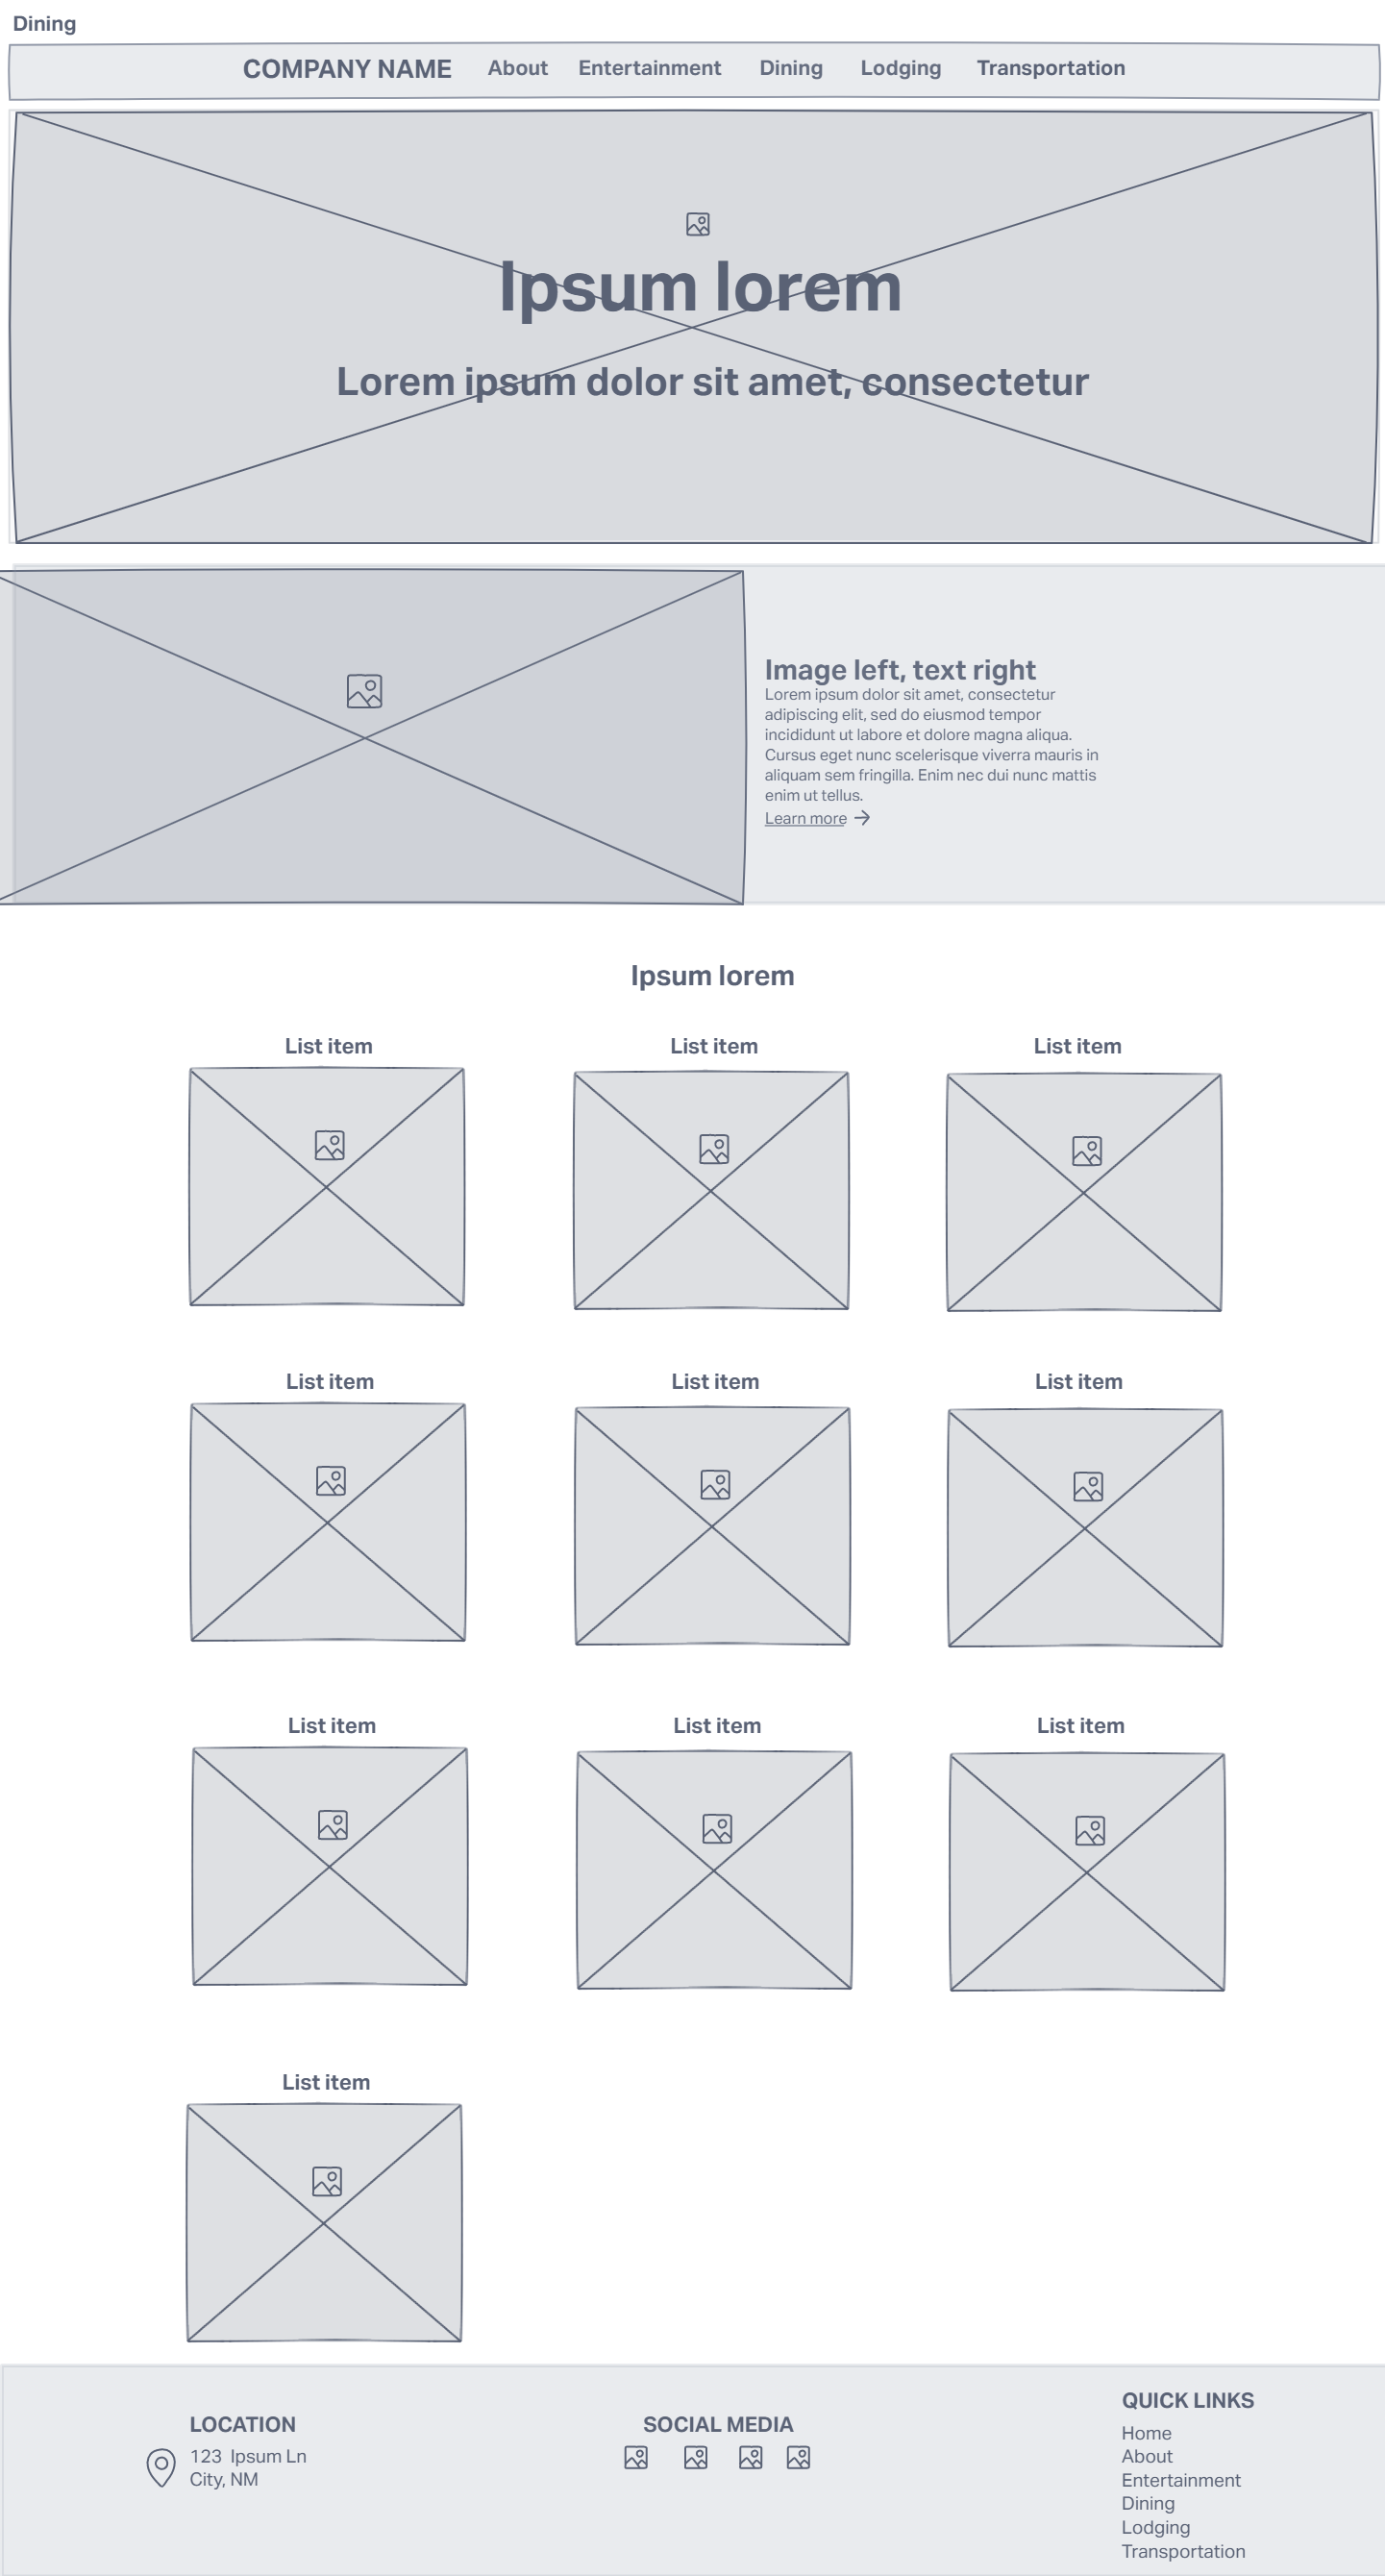 Dining
COMPANY NAME About Entertainment Dining Lodging Transportation
Ipsum lorem
Lorem ipsum dolor sit amet, consectetur
Image left, text right
Lorem ipsum dolor sit amet, consectetur
adipiscing elit, sed do eiusmod tempor
incididunt ut labore et dolore magna aliqua.
Cursus eget nunc scelerisque viverra mauris in
aliquam sem fringilla. Enim nec dui nunc mattis
enim ut tellus.
Learn more
Ipsum lorem
List item
List item
List item
List item
List item
List item
List item
List item
List item
List item
LOCATION
123 Ipsum Ln
City, NM
SOCIAL MEDIA
QUICK LINKS
Home
About
Entertainment
Dining
Lodging
Transportation